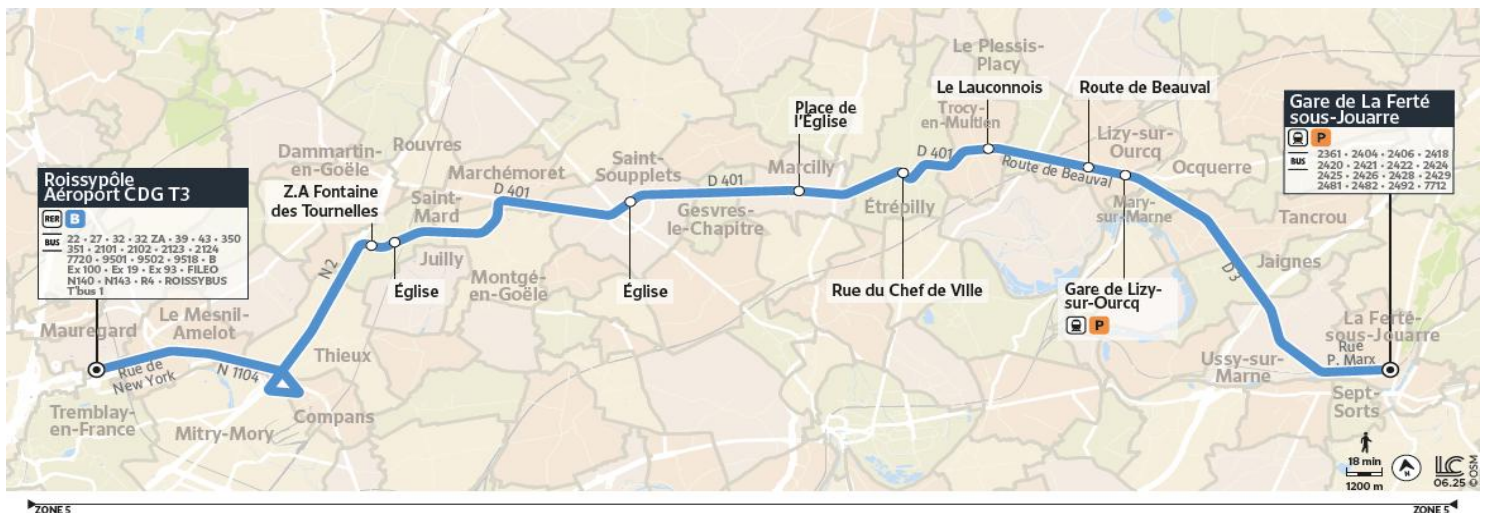 Le Plessis-
Placy
Le Lauconnois
Route de Beauval
Gare de La Ferté
sous-Jouarre
P
BUS
2361 • 2404 • 2406 • 2418
2420 • 2421 • 2422 • 2424
2425 • 2426 • 2428 • 2429
2481 • 2482 • 2492 • 7712
Place de
l'Église
Trocy-
en-Multien
Lizy-sur-
Ourcq
Ocquerre
Rouvres
Dammartin-
en-Goële
Marchémoret
Saint-
Soupplets
Marcilly
D 401
Route de Beauval
Roissypôle
Aéroport CDG T3
RER B
BUS
22 • 27 • 32 • 32 ZA • 39 • 43 • 350
351 • 2101 • 2102 • 2123 • 2124
7720 • 9501 • 9502 • 9518 • B
Ex 100 • Ex 19 • Ex 93 • FILEO
N140 • N143 • R4 • ROISSYBUS
T'bus 1
Z.A Fontaine
des Tournelles
Saint-
Mard
D 401
D 401
Gesvres-
le-Chapitre
Étrépilly
Mary-
sur-Marne
Tancrou
N 2
Juilly
Montgé-
en-Goële
Jaignes
D 3
Église
Église
Rue du Chef de Ville
Gare de Lizy-
sur-Ourcq
P
Mauregard
Le Mesnil-
Amelot
Thieux
La Ferté-
sous-Jouarre
Rue
P. Marx
Ussy-sur-
Marne
Rue de
New York
N 1104
Compans
Sept-
Sorts
Tremblay-
en-France
Mitry-Mory
18 min
1200 m
N
LC
06.25
© OSM
ZONE 5
ZONE 5